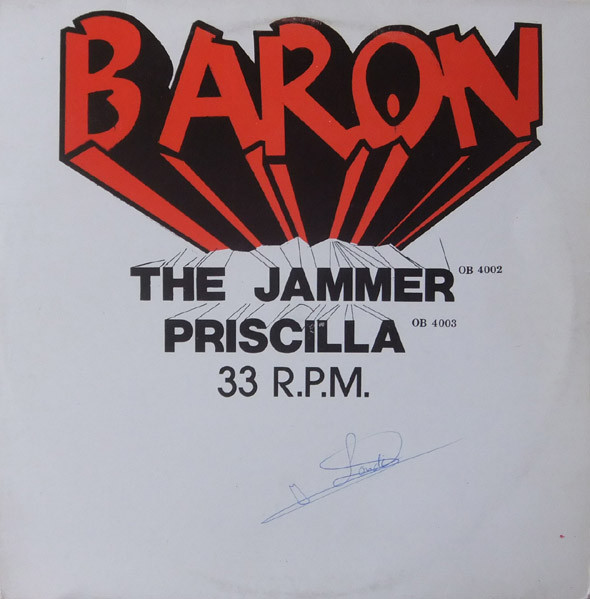 BARON
THE JAMMER OB 4002
PRISCILLA OB 4003
33 R.P.M.